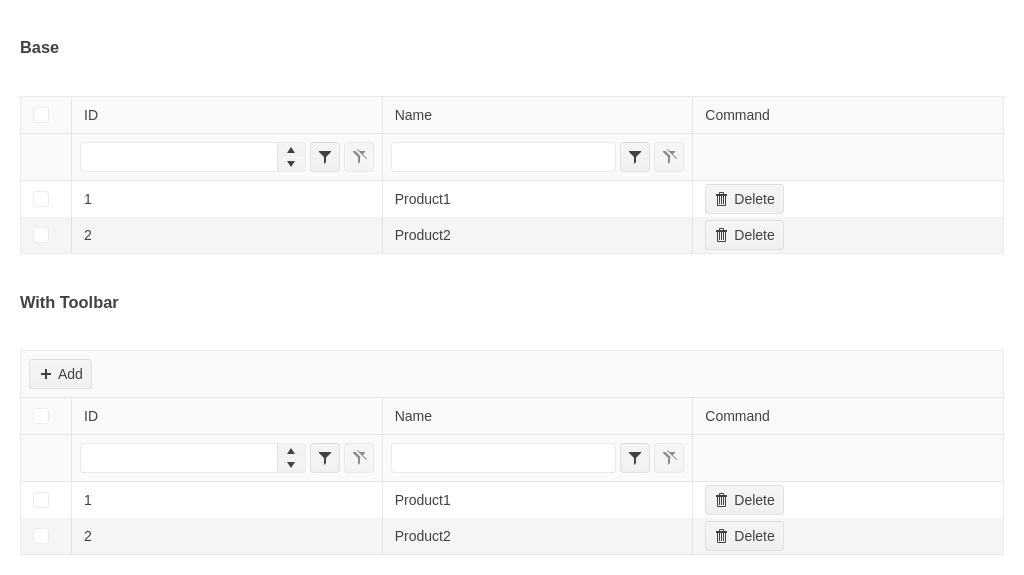 Base
ID Name Command
1 Product1 Delete
2 Product2 Delete
With Toolbar
Add
ID Name Command
1 Product1 Delete
2 Product2 Delete